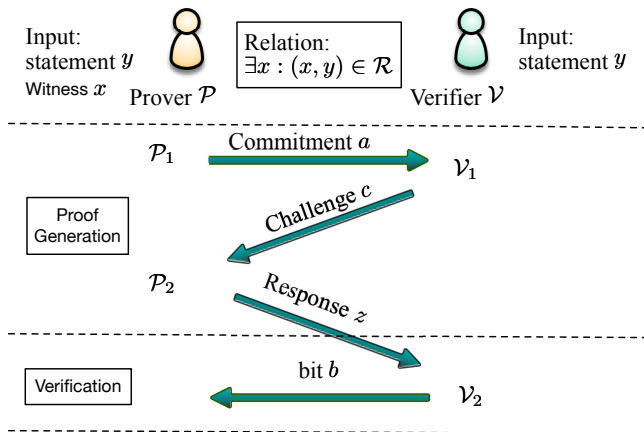 Input:
statement y
Witness x
Prover 𝒫
Relation:
∃x : (x, y) ∈ ℛ
Verifier 𝒱
Input:
statement y
𝒫₁
Commitment a
𝒱₁
Proof
Generation
Challenge c
𝒫₂
Response z
Verification
bit b
𝒱₂